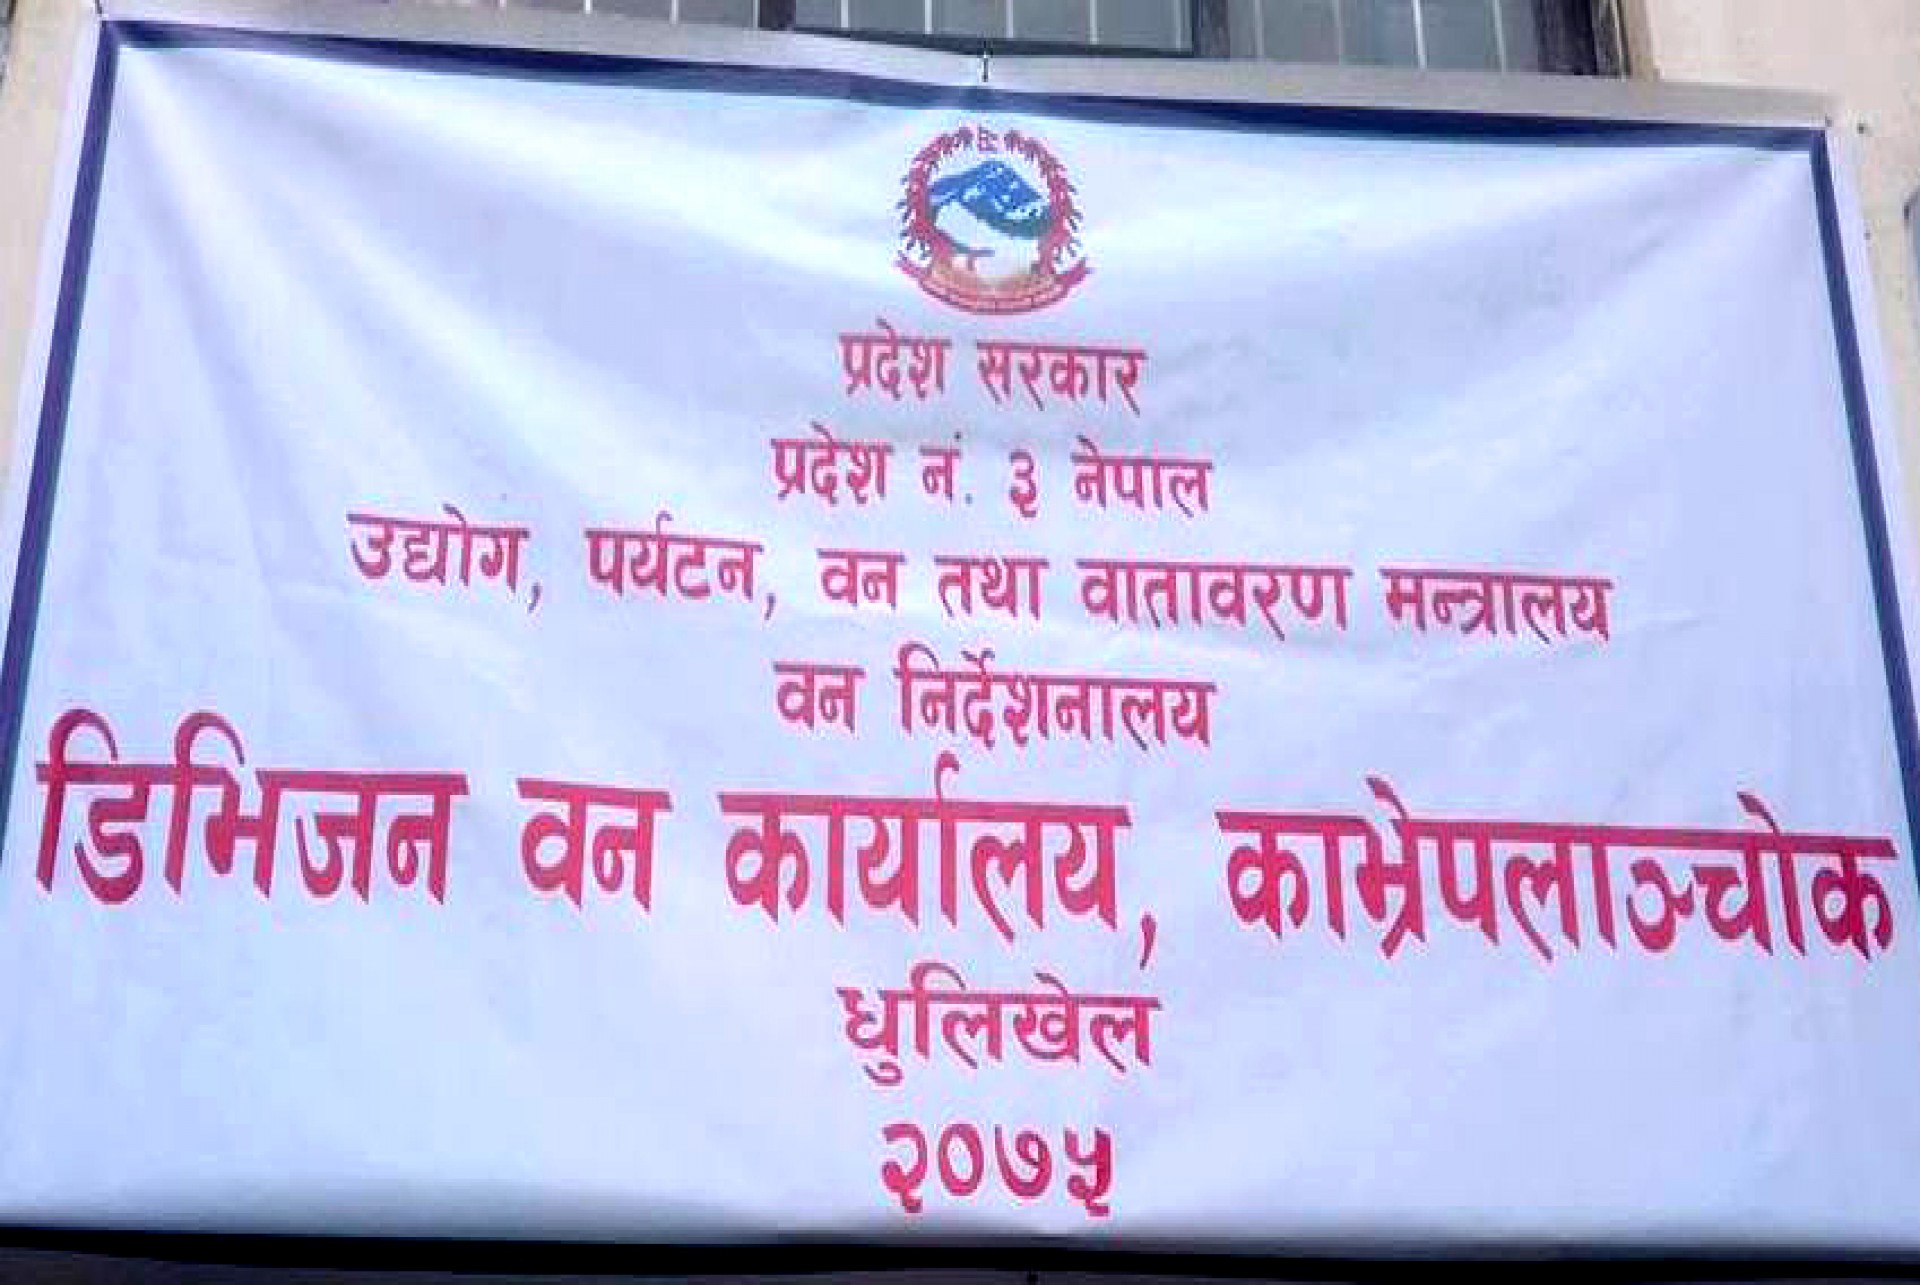 प्रदेश सरकार
प्रदेश नं. ३ नेपाल
उद्योग, पर्यटन, वन तथा वातावरण मन्त्रालय
वन निर्देशनालय
डिभिजन वन कार्यालय, काभ्रेपलाञ्चोक
धुलिखेल
२०७५